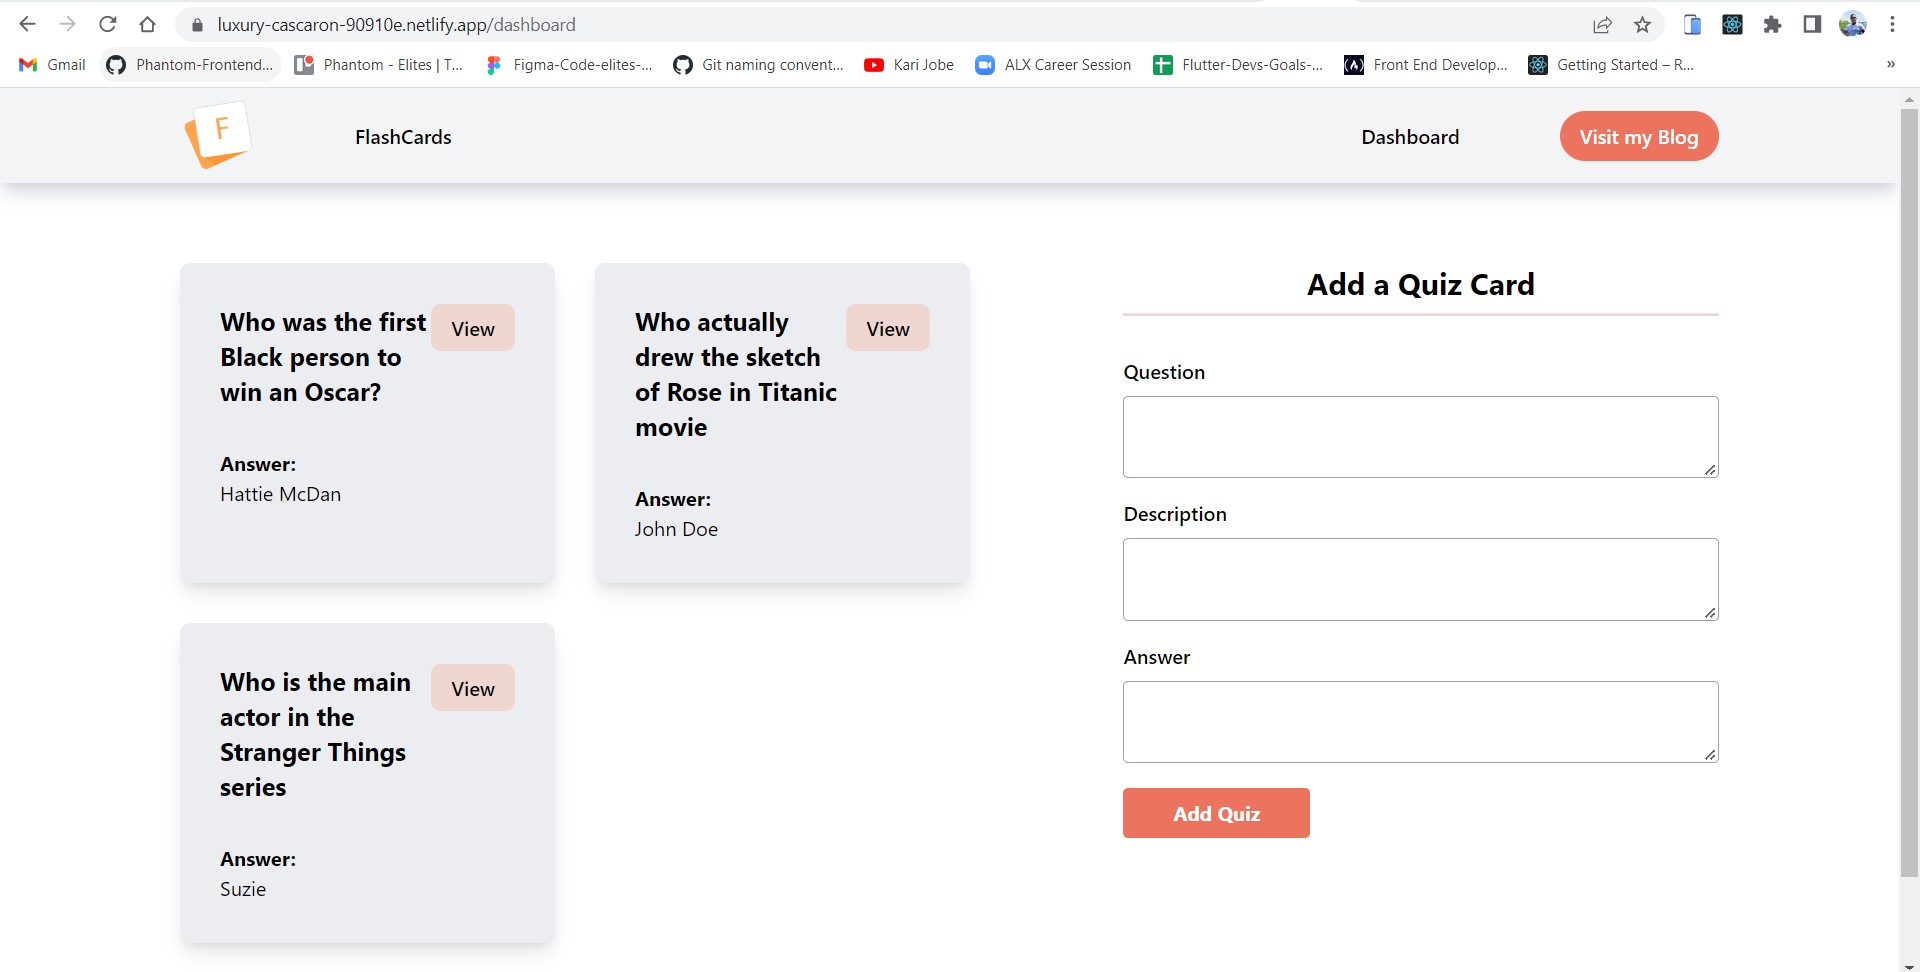 luxury-cascaron-90910e.netlify.app/dashboard
Gmail
Phantom-Frontend...
Phantom - Elites | T...
Figma-Code-elites-...
Git naming convent...
Kari Jobe
ALX Career Session
Flutter-Devs-Goals-...
Front End Develop...
Getting Started – R...
»
F
FlashCards
Dashboard
Visit my Blog
Who was the first
Black person to
win an Oscar?
View
Answer:
Hattie McDan
Who actually
drew the sketch
of Rose in Titanic
movie
View
Answer:
John Doe
Who is the main
actor in the
Stranger Things
series
View
Answer:
Suzie
Add a Quiz Card
Question
Description
Answer
Add Quiz